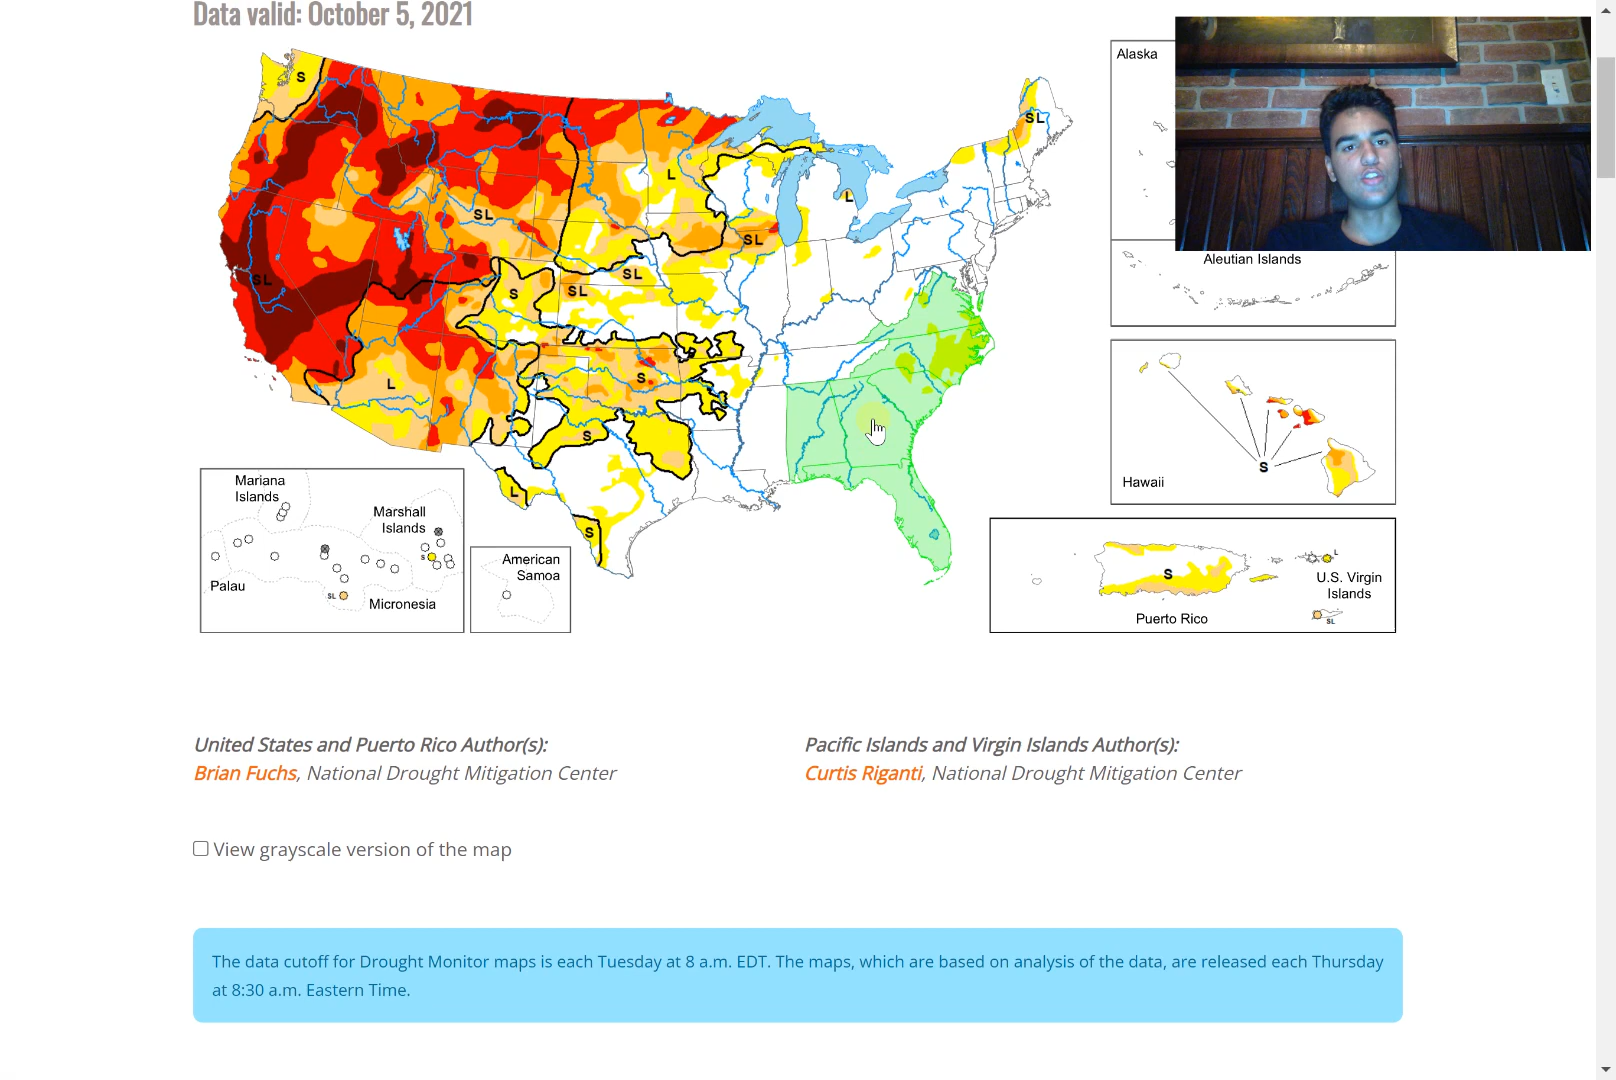 Data valid: October 5, 2021
Alaska
Aleutian Islands
S
SL
L
SL
L
SL
SL
SL
SL
S
SL
L
S
S
L
S
Hawaii
S
Mariana
Islands
Marshall
Islands
S
Palau
SL
Micronesia
American
Samoa
S
L
U.S. Virgin
Islands
SL
Puerto Rico
United States and Puerto Rico Author(s):
Brian Fuchs, National Drought Mitigation Center
Pacific Islands and Virgin Islands Author(s):
Curtis Riganti, National Drought Mitigation Center
View grayscale version of the map
The data cutoff for Drought Monitor maps is each Tuesday at 8 a.m. EDT. The maps, which are based on analysis of the data, are released each Thursday
at 8:30 a.m. Eastern Time.